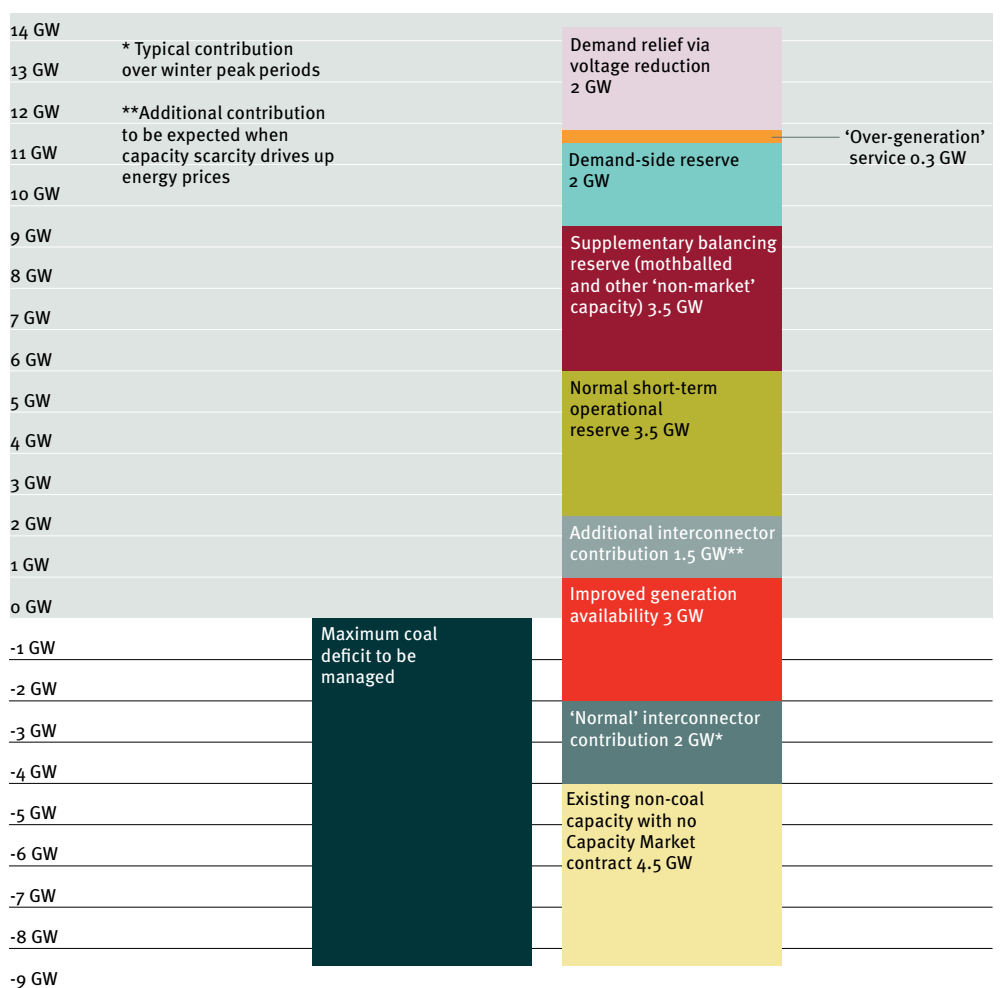 14 GW
13 GW
12 GW
11 GW
10 GW
9 GW
8 GW
7 GW
6 GW
5 GW
4 GW
3 GW
2 GW
1 GW
0 GW
-1 GW
-2 GW
-3 GW
-4 GW
-5 GW
-6 GW
-7 GW
-8 GW
-9 GW
* Typical contribution
over winter peak periods
**Additional contribution
to be expected when
capacity scarcity drives up
energy prices
Maximum coal
deficit to be
managed
Demand relief via
voltage reduction
2 GW
‘Over-generation’
service 0.3 GW
Demand-side reserve
2 GW
Supplementary balancing
reserve (mothballed
and other ‘non-market’
capacity) 3.5 GW
Normal short-term
operational
reserve 3.5 GW
Additional interconnector
contribution 1.5 GW**
Improved generation
availability 3 GW
‘Normal’ interconnector
contribution 2 GW*
Existing non-coal
capacity with no
Capacity Market
contract 4.5 GW